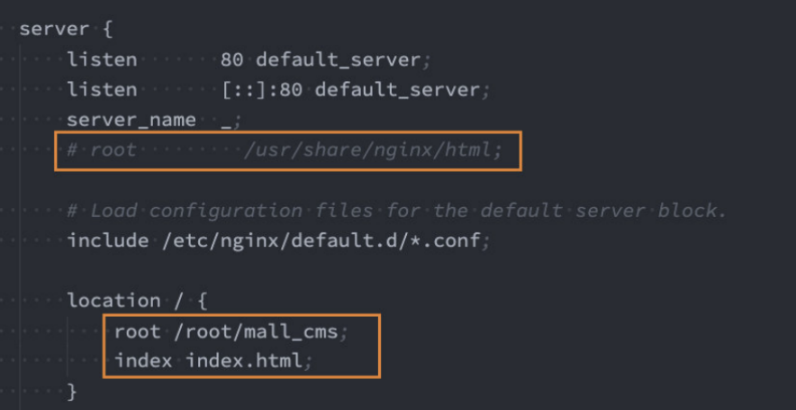 server {
listen 80 default_server;
listen [::]:80 default_server;
server_name _;
# root /usr/share/nginx/html;
# Load configuration files for the default server block.
include /etc/nginx/default.d/*.conf;
location / {
root /root/mall_cms;
index index.html;
}